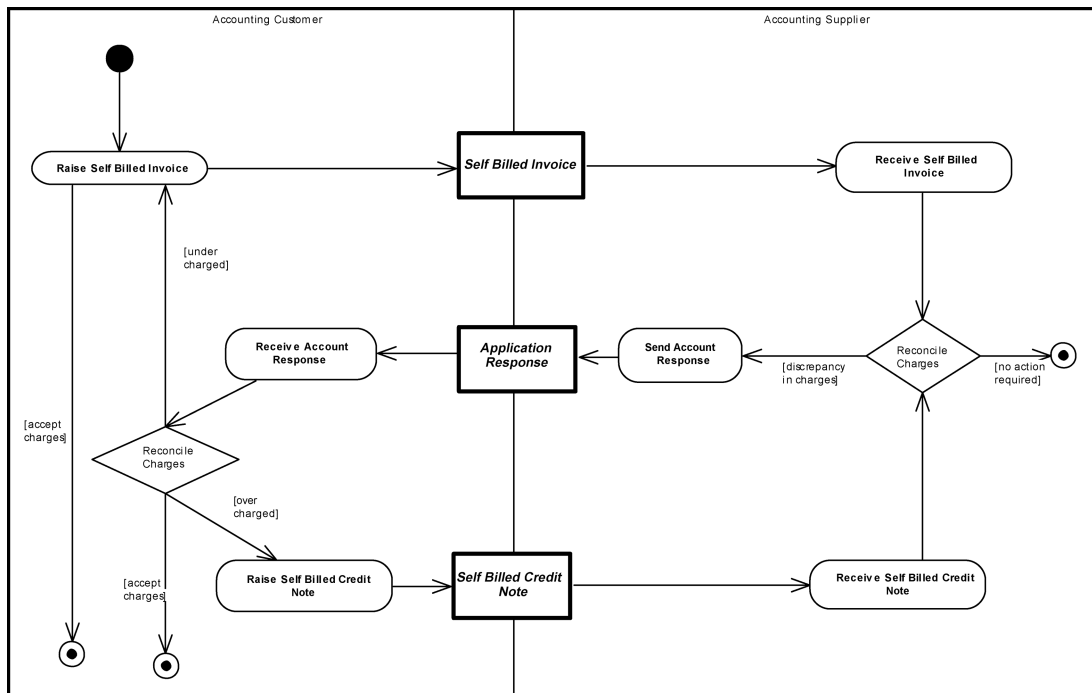 Accounting Customer
Accounting Supplier
Raise Self Billed Invoice
Self Billed Invoice
Receive Self Billed
Invoice
[under
charged]
Receive Account
Response
Application
Response
Send Account
Response
Reconcile
Charges
[discrepancy
in charges]
[no action
required]
[accept
charges]
Reconcile
Charges
[over
charged]
[accept
charges]
Raise Self Billed Credit
Note
Self Billed Credit
Note
Receive Self Billed Credit
Note